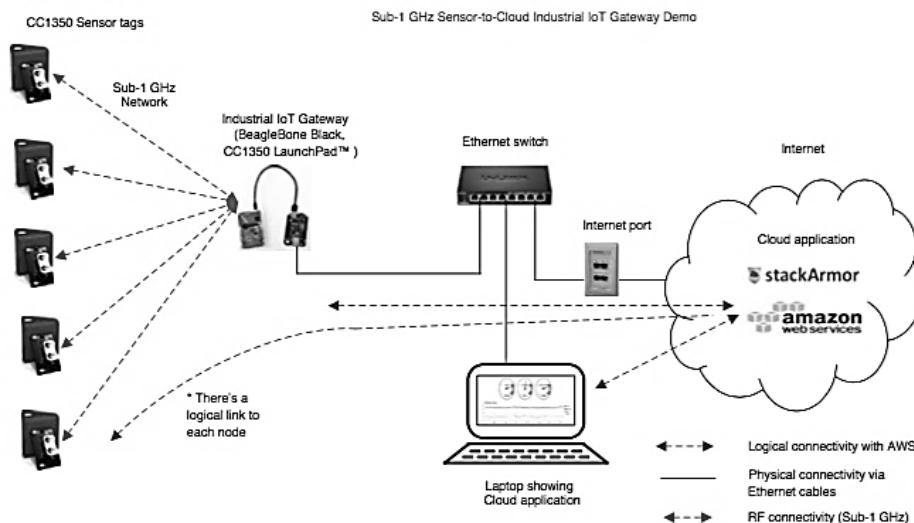 Sub-1 GHz Sensor-to-Cloud Industrial IoT Gateway Demo
CC1350 Sensor tags
Sub-1 GHz
Network
Industrial IoT Gateway
(BeagleBone Black,
CC1350 LaunchPad™ )
Ethernet switch
Internet
Internet port
Cloud application
stackArmor
amazon
webservices
* There's a
logical link to
each node
Laptop showing
Cloud application
Logical connectivity with AWS
Physical connectivity via
Ethernet cables
RF connectivity (Sub-1 GHz)